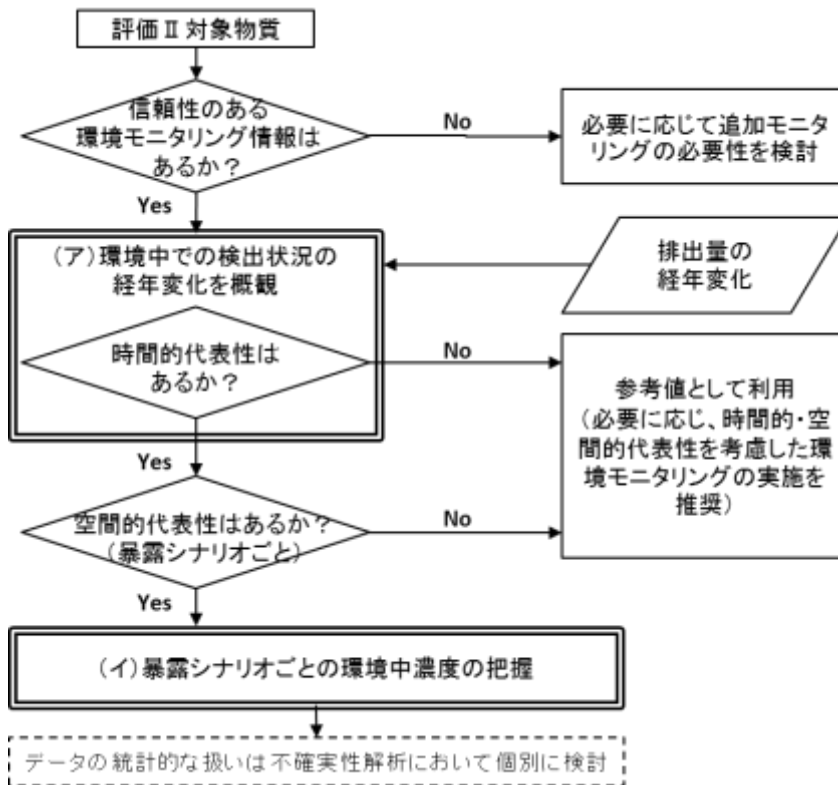 評価Ⅱ対象物質
信頼性のある
環境モニタリング情報は
あるか？
No
必要に応じて追加モニタ
リングの必要性を検討
Yes
（ア）環境中での検出状況の
経年変化を概観
排出量の
経年変化
時間的代表性は
あるか？
No
参考値として利用
（必要に応じ、時間的・空
間的代表性を考慮した環
境モニタリングの実施を
推奨）
Yes
空間的代表性はあるか？
（暴露シナリオごと）
No
Yes
（イ）暴露シナリオごとの環境中濃度の把握
データの統計的な扱いは不確実性解析において個別に検討